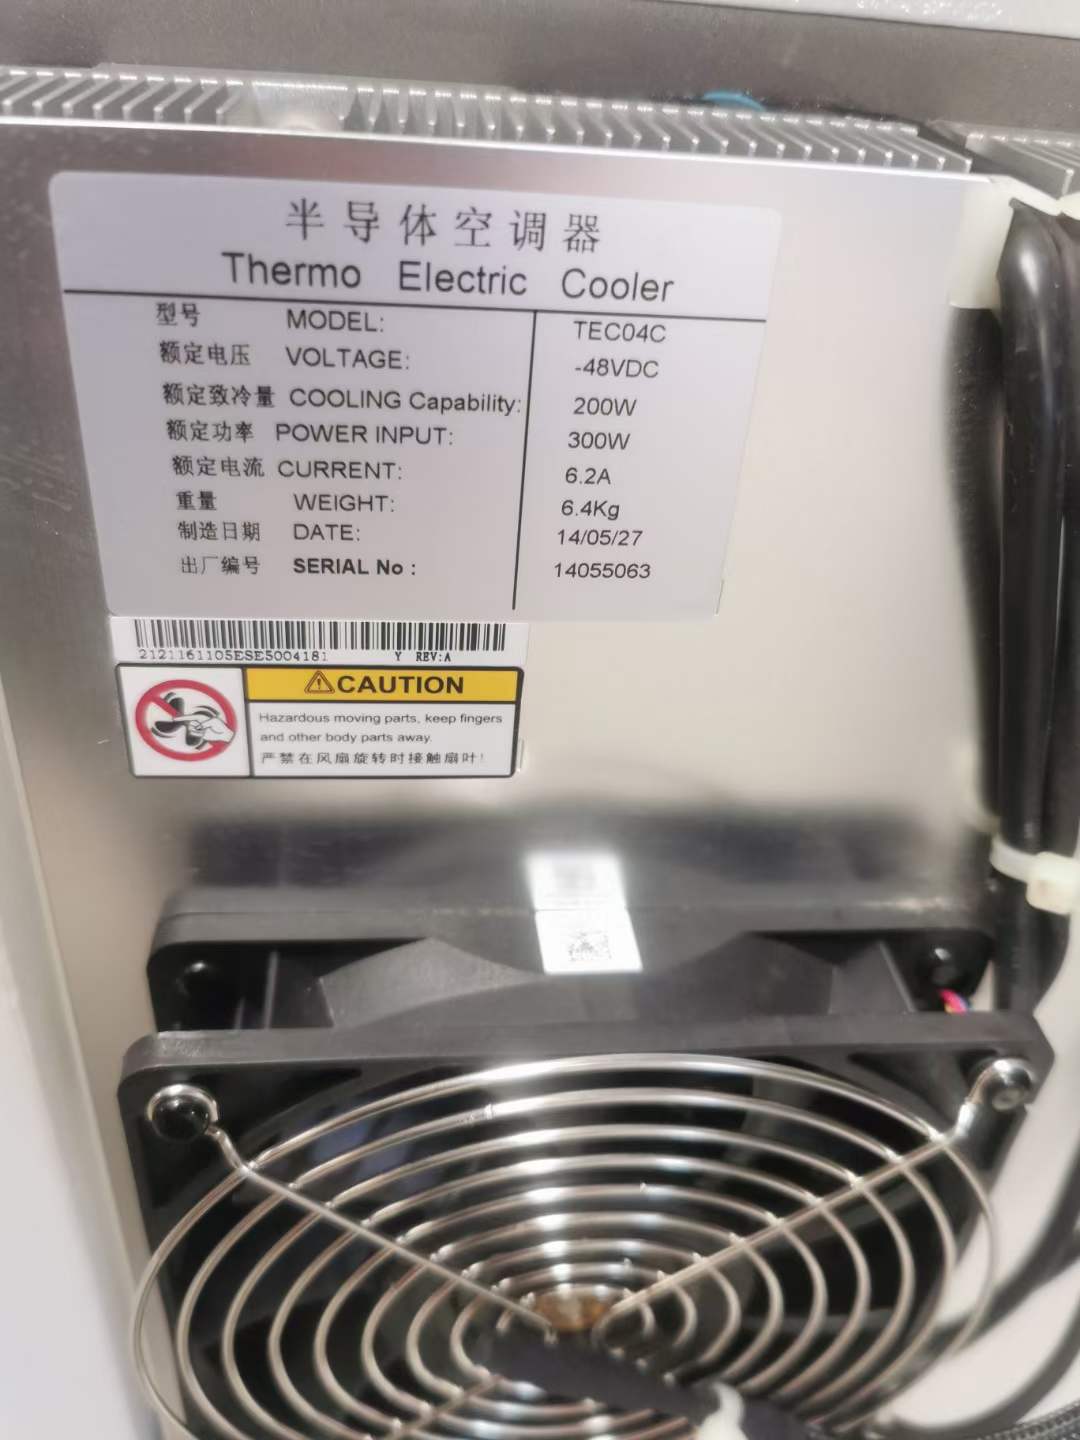 半导体空调器
Thermo Electric Cooler
型号 MODEL: TEC04C
额定电压 VOLTAGE: -48VDC
额定致冷量 COOLING Capability: 200W
额定功率 POWER INPUT: 300W
额定电流 CURRENT: 6.2A
重量 WEIGHT: 6.4Kg
制造日期 DATE: 14/05/27
出厂编号 SERIAL No : 14055063
2121161105ESE5004181 Y REV:A
CAUTION
Hazardous moving parts, keep fingers
and other body parts away.
严禁在风扇旋转时接触扇叶!